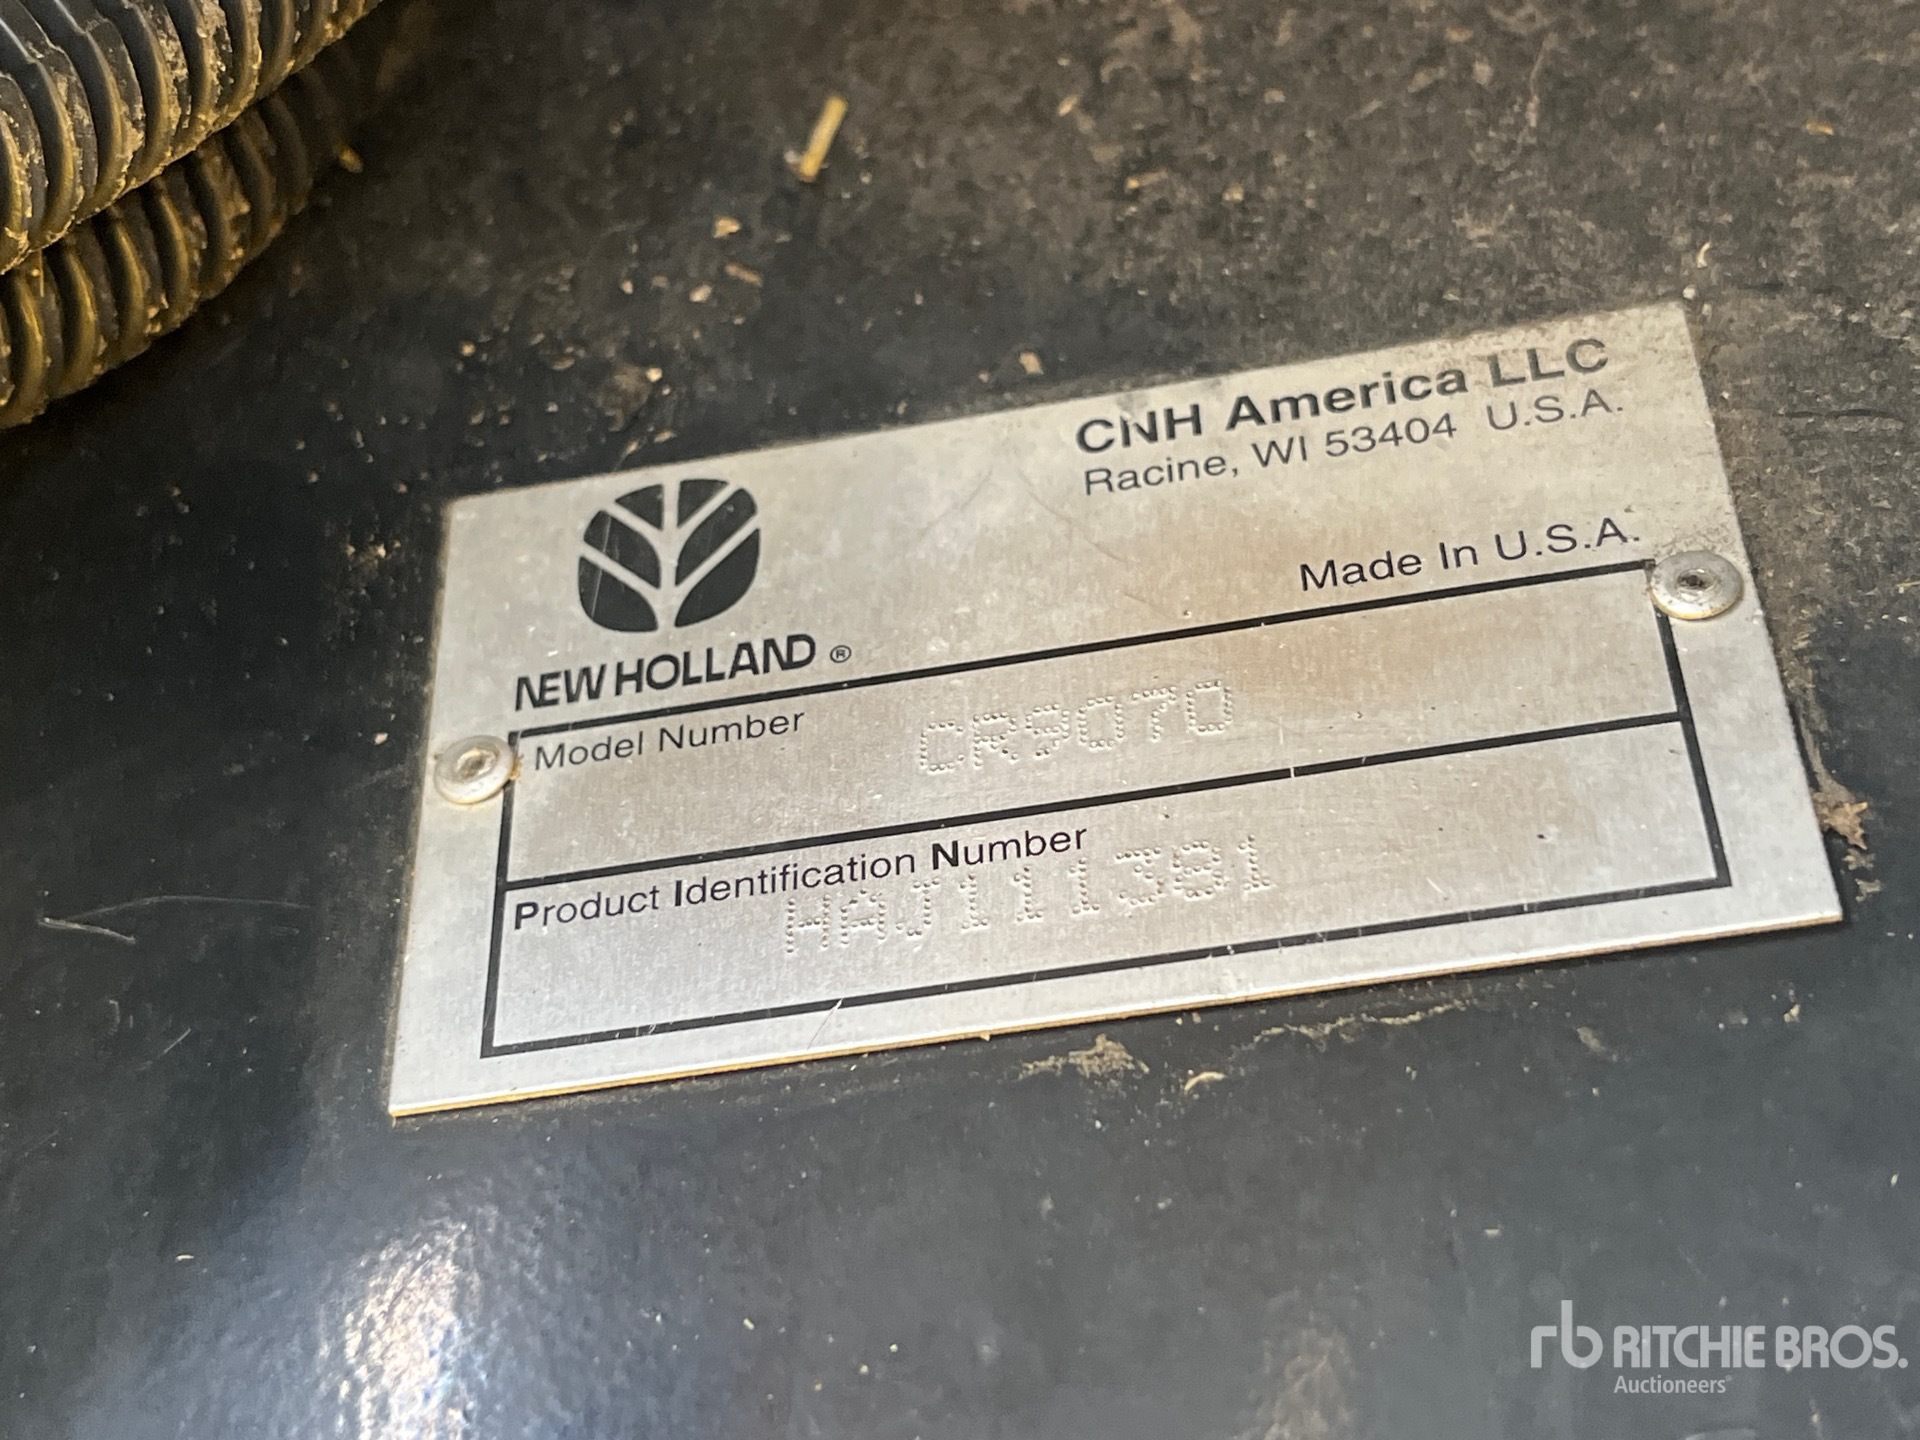 CNH America LLC
Racine, WI 53404 U.S.A.
Made In U.S.A.
NEW HOLLAND ®
Model Number CR9070
Product Identification Number
HAJ111381
rb RITCHIE BROS.
Auctioneers